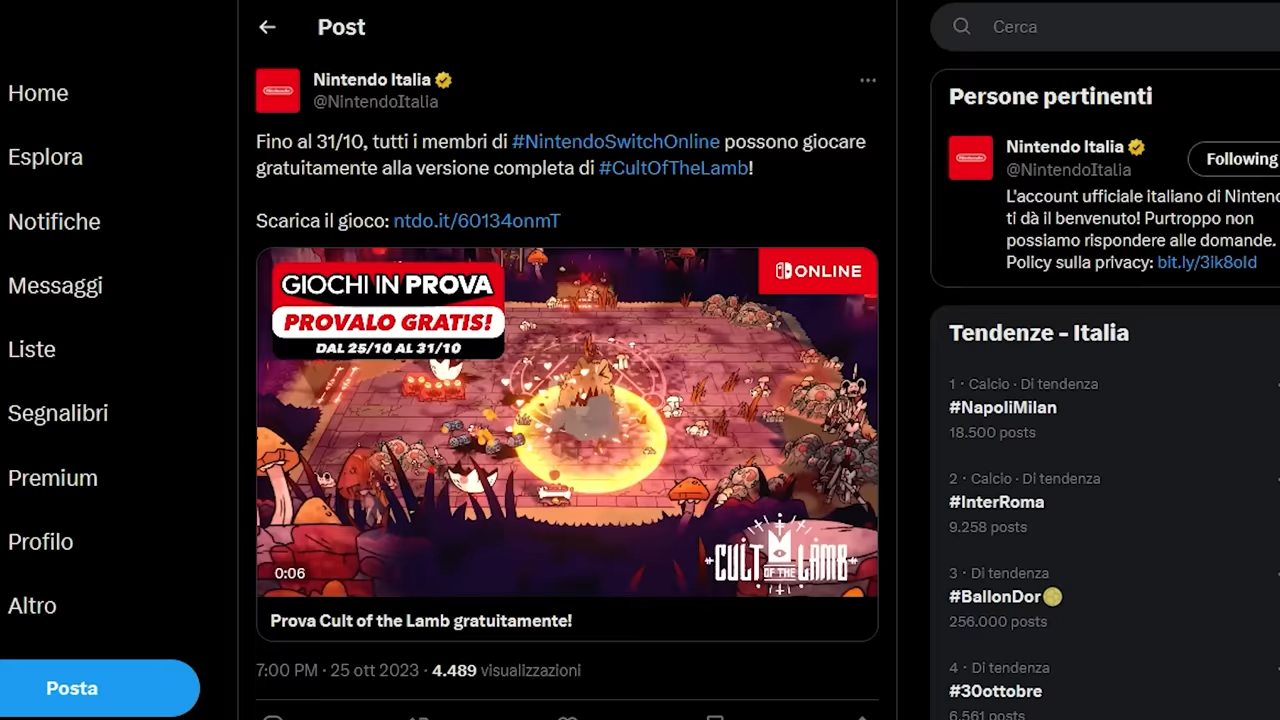 Home
Esplora
Notifiche
Messaggi
Liste
Segnalibri
Premium
Profilo
Altro
Posta
Post
Nintendo Italia
@NintendoItalia
Fino al 31/10, tutti i membri di #NintendoSwitchOnline possono giocare
gratuitamente alla versione completa di #CultOfTheLamb!
Scarica il gioco: ntdo.it/60134onmT
GIOCHI IN PROVA
PROVALO GRATIS!
DAL 25/10 AL 31/10
ONLINE
CULT OF THE LAMB
0:06
Prova Cult of the Lamb gratuitamente!
7:00 PM · 25 ott 2023 · 4.489 visualizzazioni
Cerca
Persone pertinenti
Nintendo Italia
@NintendoItalia
Following
L'account ufficiale italiano di Nintend
ti dà il benvenuto! Purtroppo non
possiamo rispondere alle domande.
Policy sulla privacy: bit.ly/3lk8old
Tendenze - Italia
1 · Calcio · Di tendenza
#NapoliMilan
18.500 posts
2 · Calcio · Di tendenza
#InterRoma
9.258 posts
3 · Di tendenza
#BallonDor
256.000 posts
4 · Di tendenza
#30ottobre
6.561 posts